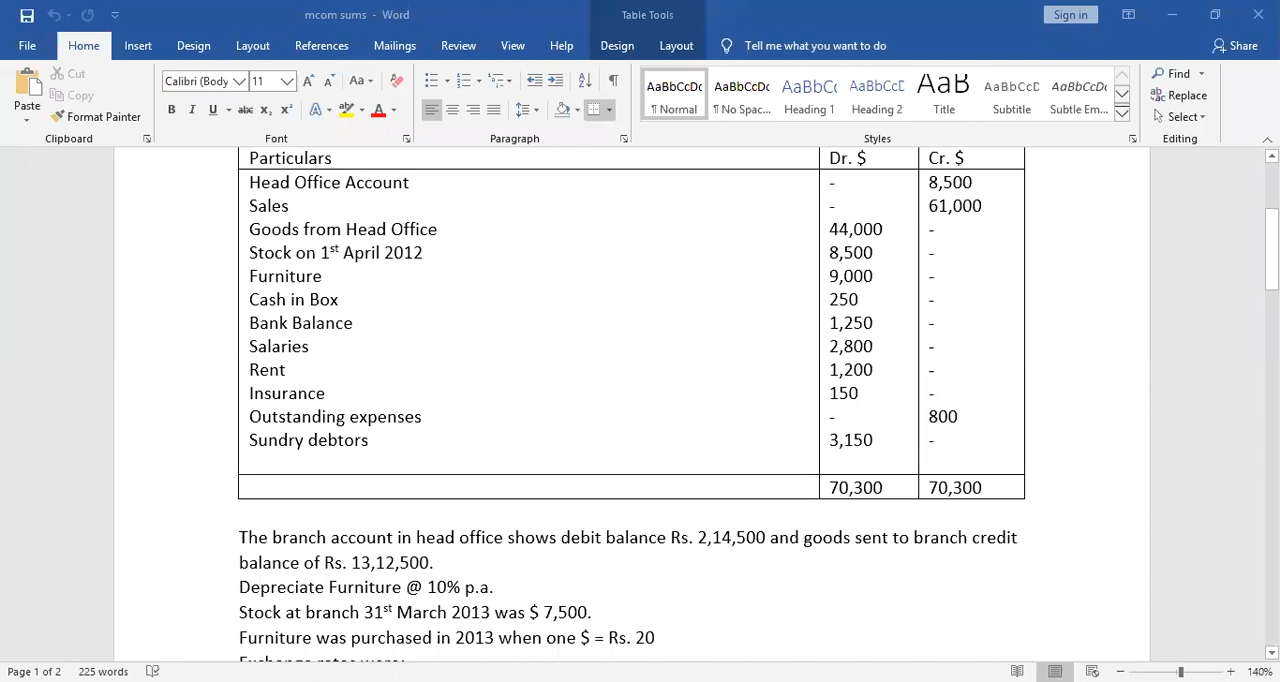 mcom sums - Word
Table Tools
Sign in
File Home Insert Design Layout References Mailings Review View Help Design Layout Tell me what you want to do Share
Paste
Cut
Copy
Format Painter
Clipboard
Calibri (Body 11
Font
Paragraph
AaBbCcDc AaBbCcDc AaBbCc AaBbCcD AaB AaBbCcD AaBbCcDc
¶ Normal ¶ No Spac... Heading 1 Heading 2 Title Subtitle Subtle Em...
Styles
Find
Replace
Select
Editing
Particulars Dr. $ Cr. $
Head Office Account - 8,500
Sales - 61,000
Goods from Head Office 44,000 -
Stock on 1st April 2012 8,500 -
Furniture 9,000 -
Cash in Box 250 -
Bank Balance 1,250 -
Salaries 2,800 -
Rent 1,200 -
Insurance 150 -
Outstanding expenses - 800
Sundry debtors 3,150 -
70,300 70,300
The branch account in head office shows debit balance Rs. 2,14,500 and goods sent to branch credit
balance of Rs. 13,12,500.
Depreciate Furniture @ 10% p.a.
Stock at branch 31st March 2013 was $ 7,500.
Furniture was purchased in 2013 when one $ = Rs. 20
Exchange rates were:
Page 1 of 2 225 words 140%